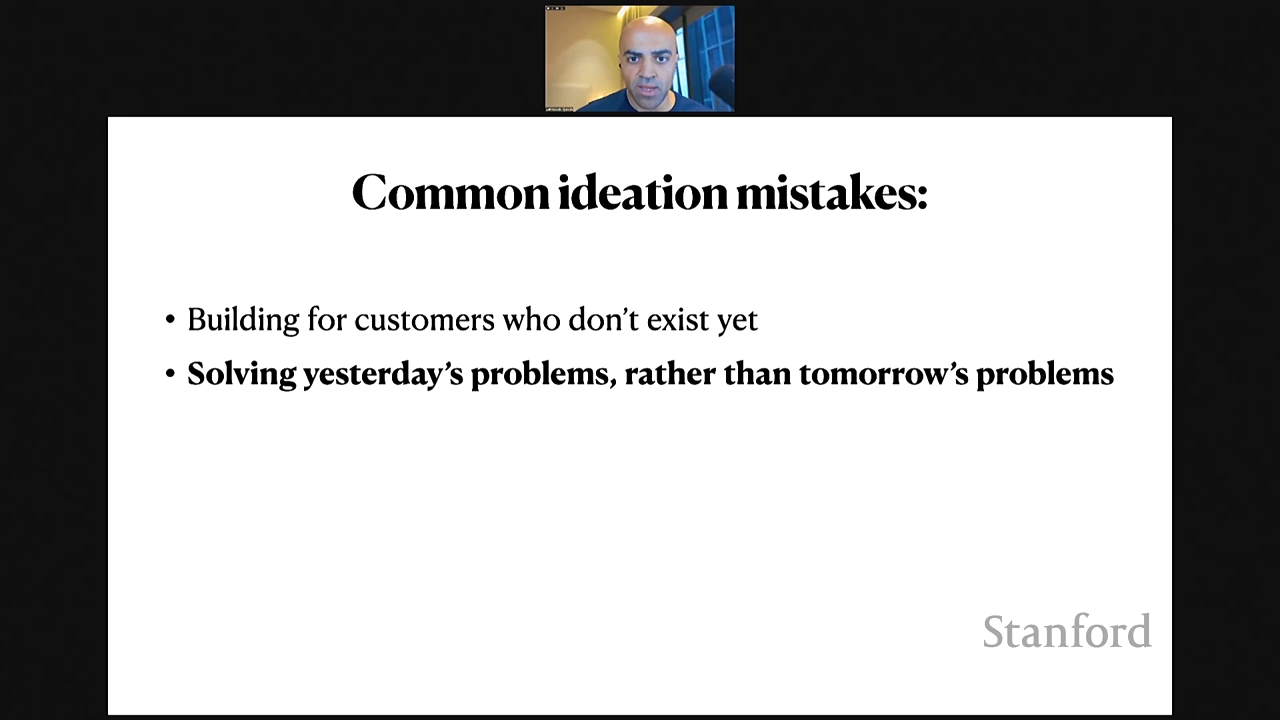 Common ideation mistakes:
• Building for customers who don’t exist yet
• Solving yesterday’s problems, rather than tomorrow’s problems
Stanford